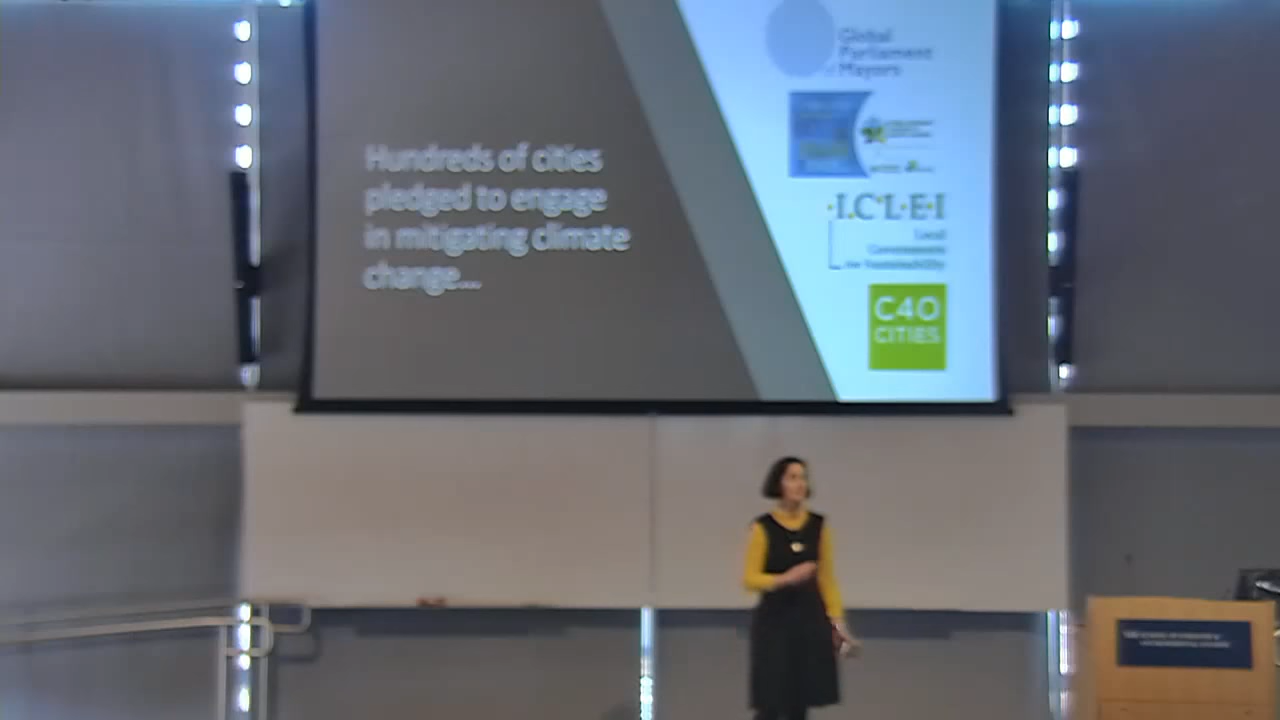 Hundreds of cities
pledged to engage
in mitigating climate
change...
Global
Parliament
of Mayors
I.C.L.E.I
Local
Governments
for Sustainability
C40
CITIES